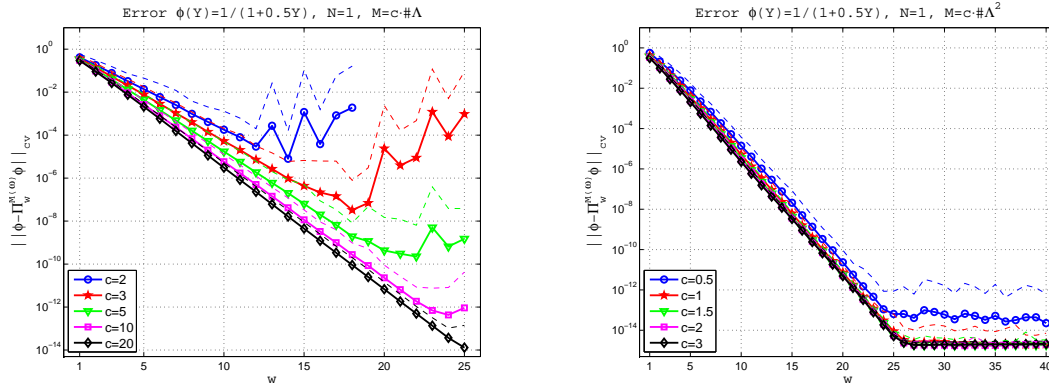 Error ϕ(Y)=1/(1+0.5Y), N=1, M=c·#Λ
||ϕ-Π_w^{M(ω)}ϕ||_{cv}
10^0
10^{-2}
10^{-4}
10^{-6}
10^{-8}
10^{-10}
10^{-12}
10^{-14}
c=2
c=3
c=5
c=10
c=20
1 5 10 15 20 25
w
Error ϕ(Y)=1/(1+0.5Y), N=1, M=c·#Λ^2
||ϕ-Π_w^{M(ω)}ϕ||_{cv}
10^0
10^{-2}
10^{-4}
10^{-6}
10^{-8}
10^{-10}
10^{-12}
10^{-14}
c=0.5
c=1
c=1.5
c=2
c=3
1 5 10 15 20 25 30 35 40
w